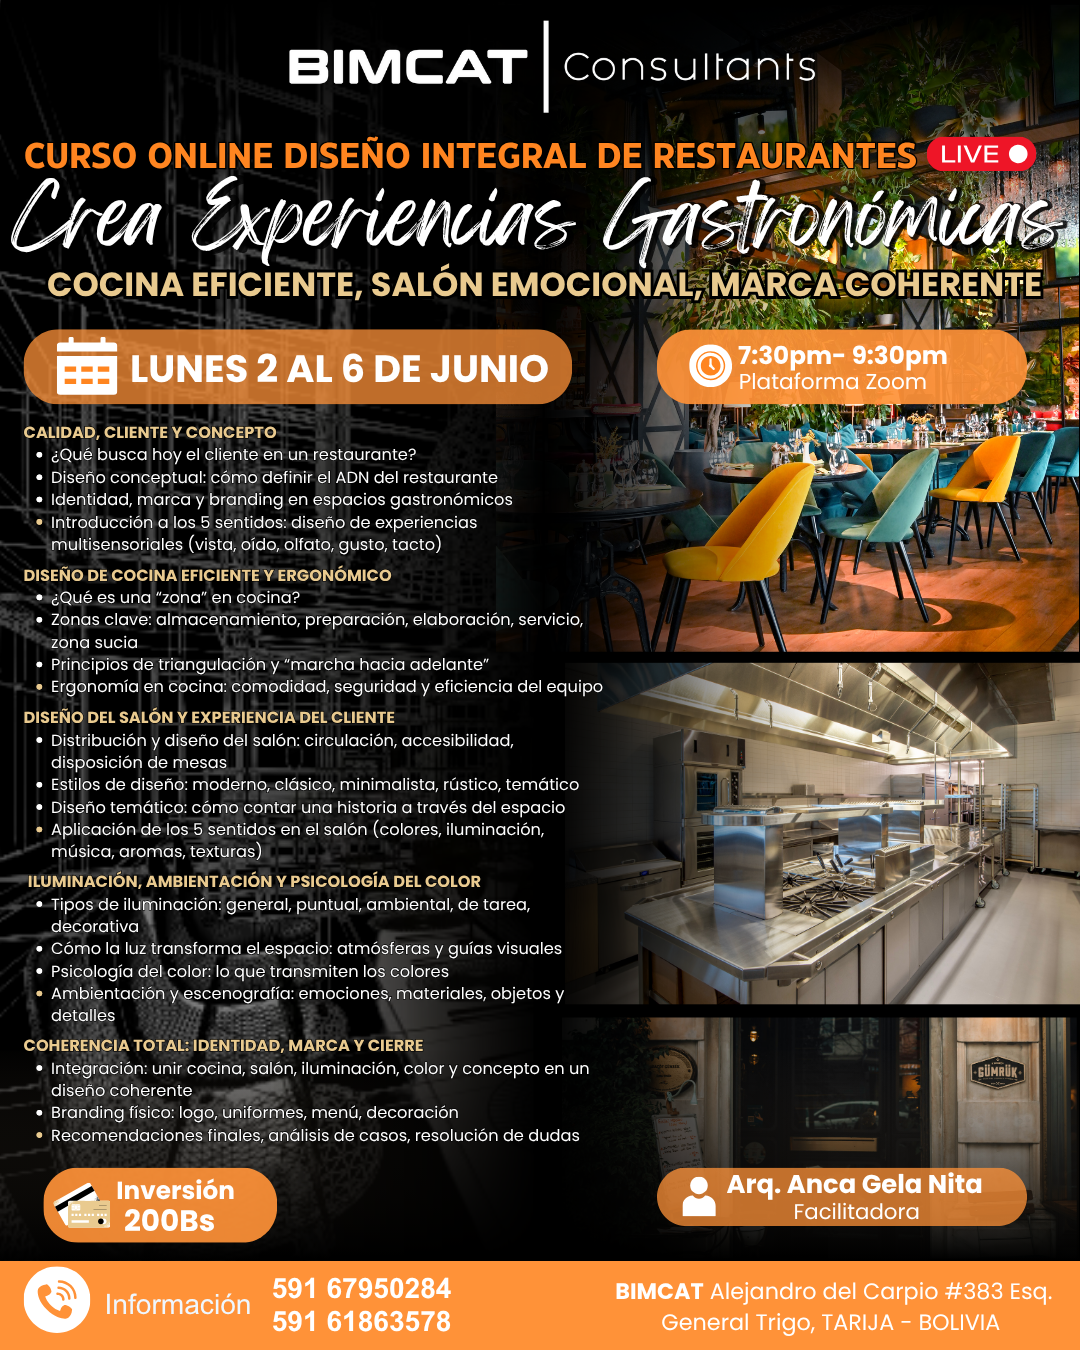 BIMCAT Consultants
CURSO ONLINE DISEÑO INTEGRAL DE RESTAURANTES LIVE
Crea Experiencias Gastronómicas
COCINA EFICIENTE, SALÓN EMOCIONAL, MARCA COHERENTE
LUNES 2 AL 6 DE JUNIO
7:30pm- 9:30pm
Plataforma Zoom
CALIDAD, CLIENTE Y CONCEPTO
• ¿Qué busca hoy el cliente en un restaurante?
• Diseño conceptual: cómo definir el ADN del restaurante
• Identidad, marca y branding en espacios gastronómicos
• Introducción a los 5 sentidos: diseño de experiencias
multisensoriales (vista, oído, olfato, gusto, tacto)
DISEÑO DE COCINA EFICIENTE Y ERGONÓMICO
• ¿Qué es una “zona” en cocina?
• Zonas clave: almacenamiento, preparación, elaboración, servicio,
zona sucia
• Principios de triangulación y “marcha hacia adelante”
• Ergonomía en cocina: comodidad, seguridad y eficiencia del equipo
DISEÑO DEL SALÓN Y EXPERIENCIA DEL CLIENTE
• Distribución y diseño del salón: circulación, accesibilidad,
disposición de mesas
• Estilos de diseño: moderno, clásico, minimalista, rústico, temático
• Diseño temático: cómo contar una historia a través del espacio
• Aplicación de los 5 sentidos en el salón (colores, iluminación,
música, aromas, texturas)
ILUMINACIÓN, AMBIENTACIÓN Y PSICOLOGÍA DEL COLOR
• Tipos de iluminación: general, puntual, ambiental, de tarea,
decorativa
• Cómo la luz transforma el espacio: atmósferas y guías visuales
• Psicología del color: lo que transmiten los colores
• Ambientación y escenografía: emociones, materiales, objetos y
detalles
COHERENCIA TOTAL: IDENTIDAD, MARCA Y CIERRE
• Integración: unir cocina, salón, iluminación, color y concepto en un
diseño coherente
• Branding físico: logo, uniformes, menú, decoración
• Recomendaciones finales, análisis de casos, resolución de dudas
GÜMRÜK
Inversión
200Bs
Arq. Anca Gela Nita
Facilitadora
Información
591 67950284
591 61863578
BIMCAT Alejandro del Carpio #383 Esq.
General Trigo, TARIJA - BOLIVIA